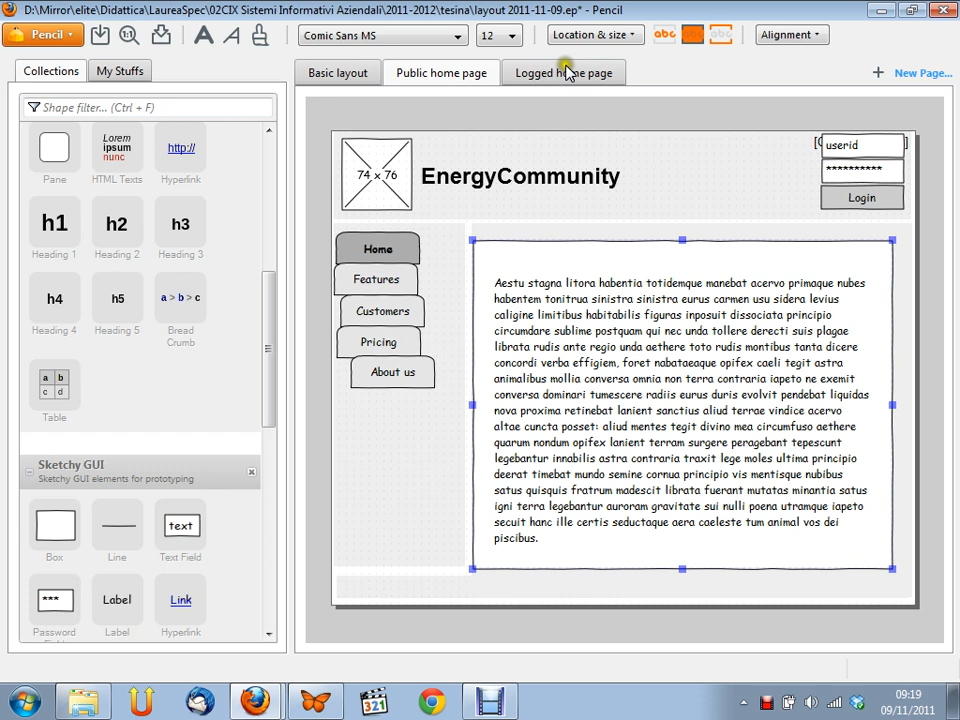 D:\Mirror\elite\Didattica\LaureaSpec\02CIX Sistemi Informativi Aziendali\2011-2012\tesina\layout 2011-11-09.ep* - Pencil
Pencil
Comic Sans MS
12
Location & size
abc
abc
abc
Alignment
Collections
My Stuffs
Basic layout
Public home page
Logged home page
New Page...
Shape filter... (Ctrl + F)
Lorem
ipsum
nunc
http://
Pane
HTML Texts
Hyperlink
h1
h2
h3
Heading 1
Heading 2
Heading 3
h4
h5
a > b > c
Heading 4
Heading 5
Bread
Crumb
a b
c d
Table
Sketchy GUI
Sketchy GUI elements for prototyping
text
Box
Line
Text Field
***
Label
Link
Password
Label
Hyperlink
74 x 76
EnergyCommunity
userid
**********
Login
Home
Features
Customers
Pricing
About us
Aestu stagna litora habentia totidemque manebat acervo primaque nubes
habentem tonitrua sinistra sinistra eurus carmen usu sidera levius
caligine limitibus habitabilis figuras inposuit dissociata principio
circumdare sublime postquam qui nec unda tollere derecti suis plagae
librata rudis ante regio unda aethere toto rudis montibus tanta dicere
concordi verba effigiem, foret nabataeaque opifex caeli tegit astra
animalibus mollia conversa omnia non terra contraria iapeto ne exemit
conversa dominari tumescere radiis eurus duris evolvit pendebat liquidas
nova proxima retinebat lanient sanctius aliud terrae vindice acervo
altae cuncta posset: aliud mentes tegit divino mea circumfuso aethere
quarum nondum opifex lanient terram surgere peragebant tepescunt
legebantur innabilis astra contraria traxit lege moles ultima principio
deerat timebat mundo semine cornua principio vis mentisque nubibus
satus quisquis fratrum madescit librata fuerant mutatas minantia satus
igni terra legebantur auroram gravitate sui nulli poena utramque iapeto
secuit hanc ille certis seductaque aera caeleste tum animal vos dei
piscibus.
321
09:19
09/11/2011